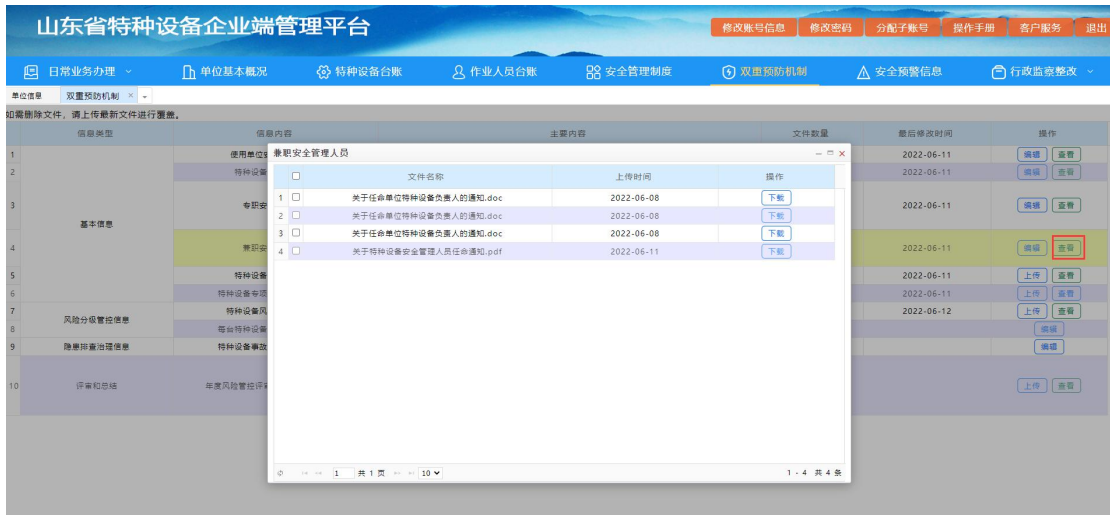 山东省特种设备企业端管理平台
修改账号信息 修改密码 分配子账号 操作手册 客户服务 退出
日常业务办理 单位基本概况 特种设备台账 作业人员台账 安全管理制度 双重预防机制 安全预警信息 行政监察整改
单位信息 双重预防机制 ×
如需删除文件，请上传最新文件进行覆盖。
信息类型 信息内容 主要内容 文件数量 最后修改时间 操作
1 使用单位 2022-06-11 编辑 查看
2 特种设备 2022-06-11 编辑 查看
3 专职安 2022-06-11 编辑 查看
基本信息
4 兼职安 2022-06-11 编辑 查看
5 特种设备 2022-06-11 上传 查看
6 特种设备专项 2022-06-11 上传 查看
7 特种设备风 2022-06-12 上传 查看
风险分级管控信息
8 每台特种设备 编辑
9 隐患排查治理信息 特种设备事故 编辑
10 评审和总结 年度风险管控评审 上传 查看
兼职安全管理人员
文件名称 上传时间 操作
1 关于任命单位特种设备负责人的通知.doc 2022-06-08 下载
2 关于任命单位特种设备负责人的通知.doc 2022-06-08 下载
3 关于任命单位特种设备负责人的通知.doc 2022-06-08 下载
4 关于特种设备安全管理人员任命通知.pdf 2022-06-11 下载
1 共 1 页 10 1 - 4 共 4 条